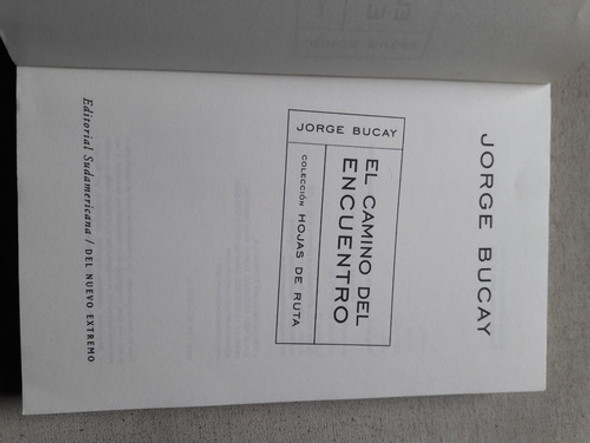 JORGE BUCAY
JORGE BUCAY
EL CAMINO DEL
ENCUENTRO
COLECCIÓN HOJAS DE RUTA
Editorial Sudamericana / DEL NUEVO EXTREMO